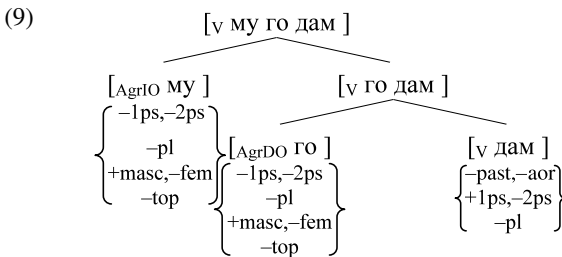 (9)
[V му го дам ]
[AgrIO му ]
–1ps,–2ps
–pl
+masc,–fem
–top
[V го дам ]
[AgrDO го ]
–1ps,–2ps
–pl
+masc,–fem
–top
[V дам ]
–past,–aor
+1ps,–2ps
–pl